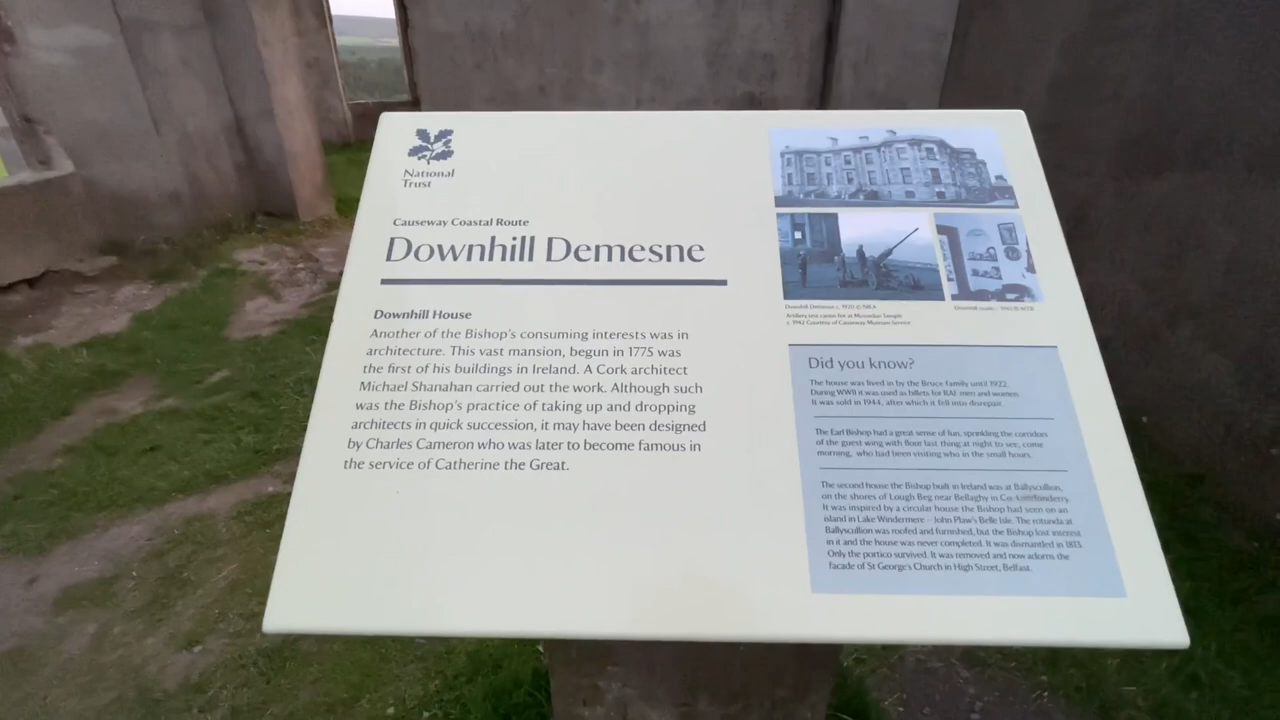 National
Trust
Causeway Coastal Route
Downhill Demesne
Downhill House
Another of the Bishop's consuming interests was in
architecture. This vast mansion, begun in 1775 was
the first of his buildings in Ireland. A Cork architect
Michael Shanahan carried out the work. Although such
was the Bishop's practice of taking up and dropping
architects in quick succession, it may have been designed
by Charles Cameron who was later to become famous in
the service of Catherine the Great.
Downhill Demesne
Artillery
c. 1942 Courtesy of Causeway Museum Service
Did you know?
The house was lived in by the Bruce family until 1922.
During WWII it was used as billets for RAF men and women.
It was sold in 1944, after which it fell into disrepair.
The Earl Bishop had a great sense of fun, sprinkling the corridors
of the guest wing with flour last thing at night to see, come
morning, who had been visiting who in the small hours.
The second house the Bishop built in Ireland was at Ballyscullion,
on the shores of Lough Beg near Bellaghy in Co.
It was inspired by a circular house the Bishop had seen on an
island in Lake Windermere – John Plaw's Belle Isle. The rotunda at
Ballyscullion was roofed and furnished, but the Bishop lost interest
in it and the house was never completed. It was dismantled in 1813.
Only the portico survived. It was removed and now adorns the
facade of St George's Church in High Street, Belfast.